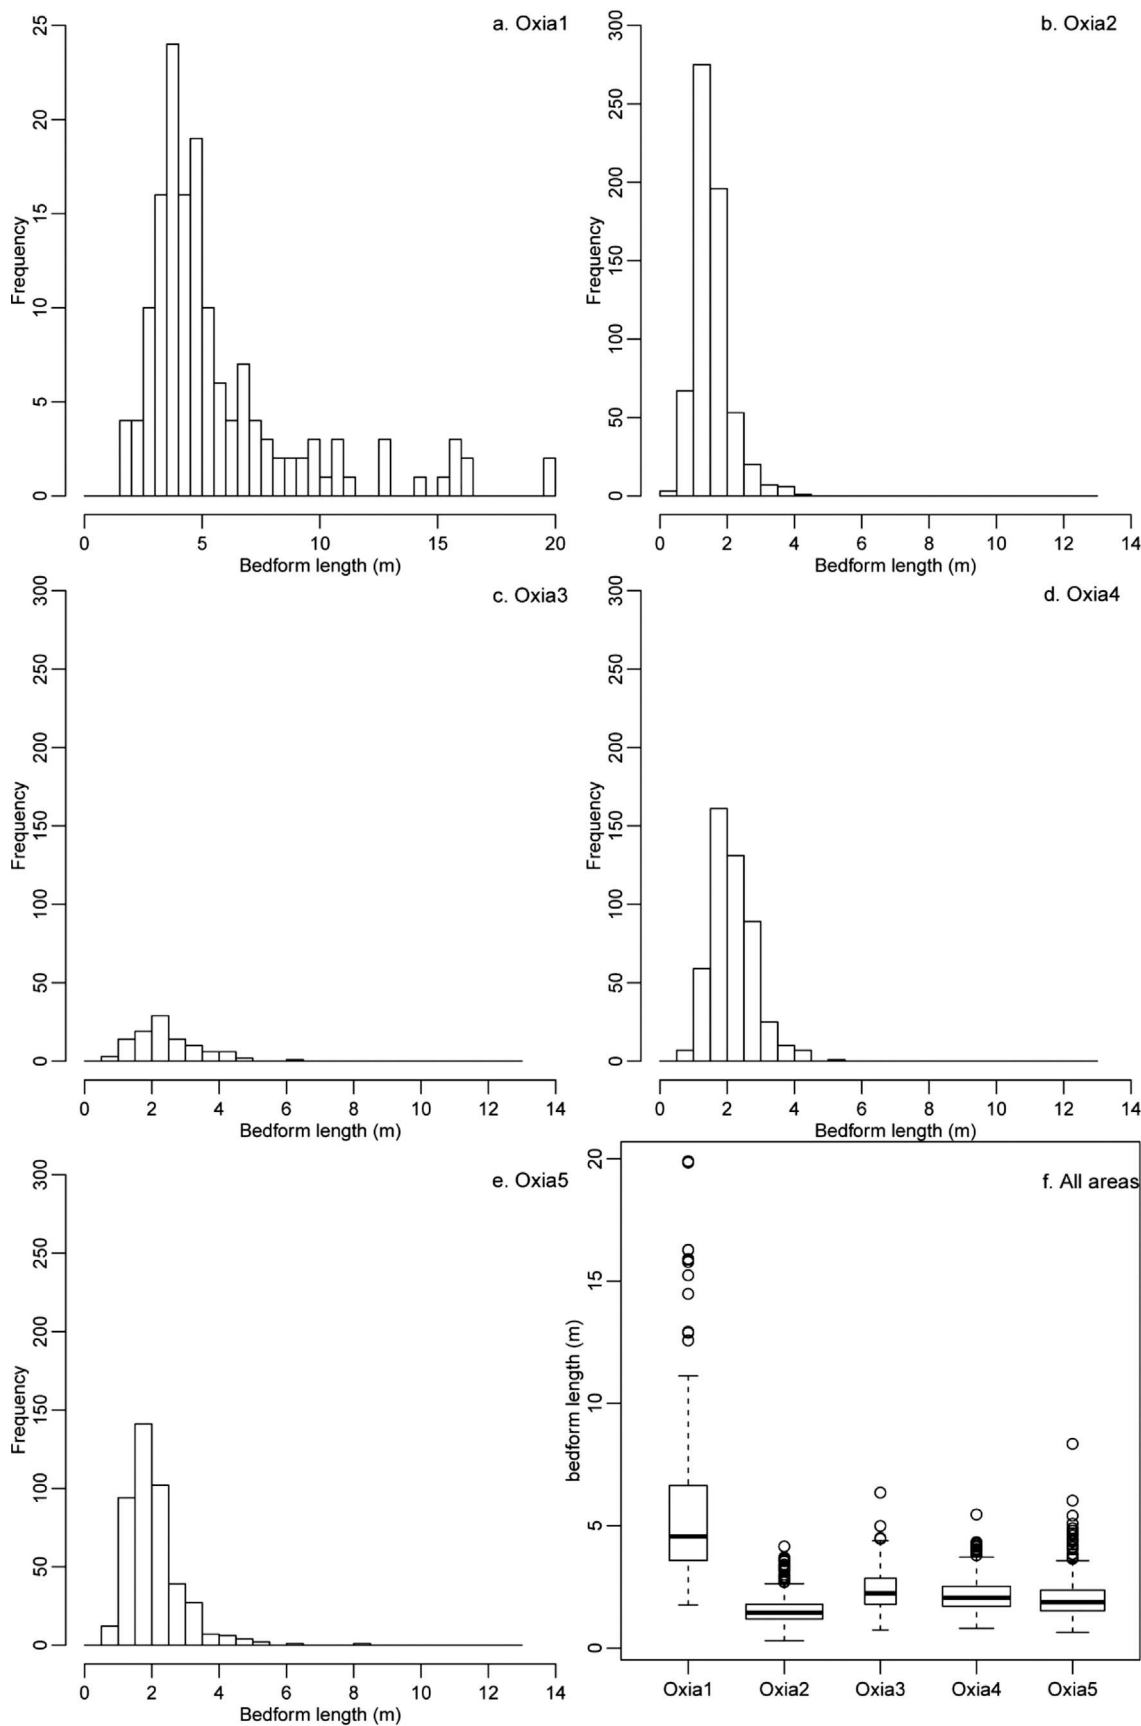 a. Oxia1
25
20
15
10
5
0
Frequency
0 5 10 15 20
Bedform length (m)
b. Oxia2
300
250
200
150
100
50
0
Frequency
0 2 4 6 8 10 12 14
Bedform length (m)
c. Oxia3
300
250
200
150
100
50
0
Frequency
0 2 4 6 8 10 12 14
Bedform length (m)
d. Oxia4
300
250
200
150
100
50
0
Frequency
0 2 4 6 8 10 12 14
Bedform length (m)
e. Oxia5
300
250
200
150
100
50
0
Frequency
0 2 4 6 8 10 12 14
Bedform length (m)
f. All areas
20
15
10
5
0
bedform length (m)
Oxia1 Oxia2 Oxia3 Oxia4 Oxia5